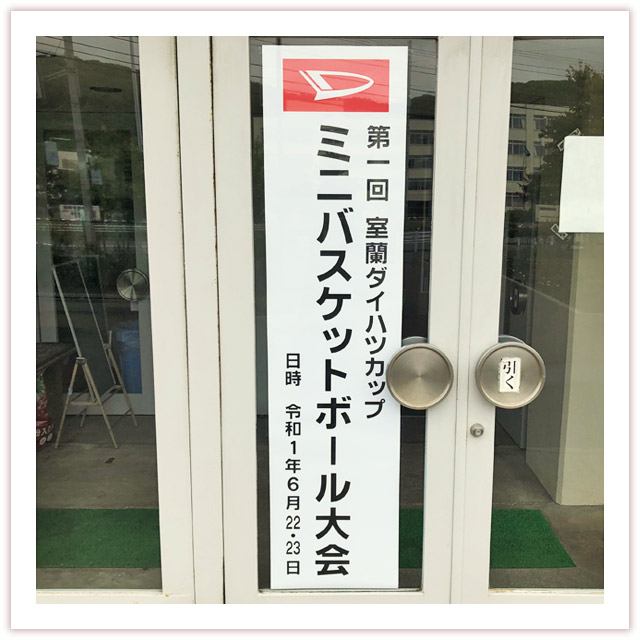 第一回 室蘭ダイハツカップ
ミニバスケットボール大会
日時 令和1年6月22・23日
引く